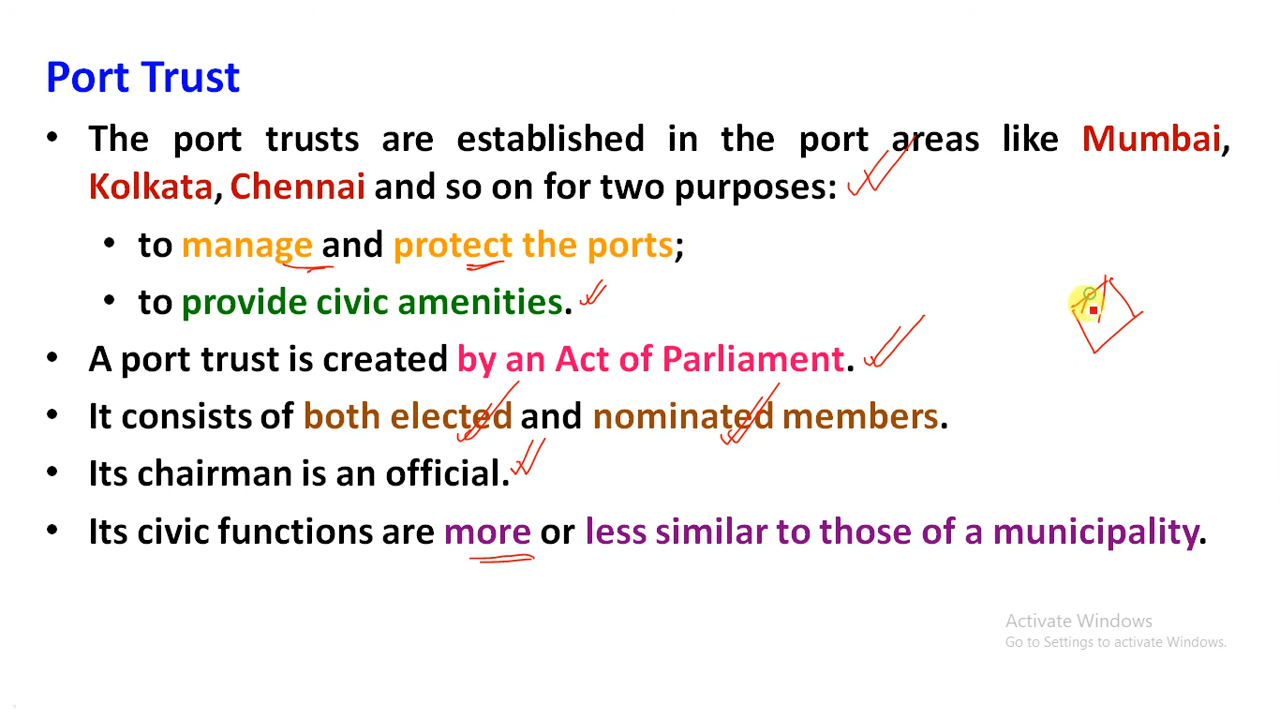 Port Trust
• The port trusts are established in the port areas like Mumbai,
Kolkata, Chennai and so on for two purposes:
• to manage and protect the ports;
• to provide civic amenities.
• A port trust is created by an Act of Parliament.
• It consists of both elected and nominated members.
• Its chairman is an official.
• Its civic functions are more or less similar to those of a municipality.
Activate Windows
Go to Settings to activate Windows.